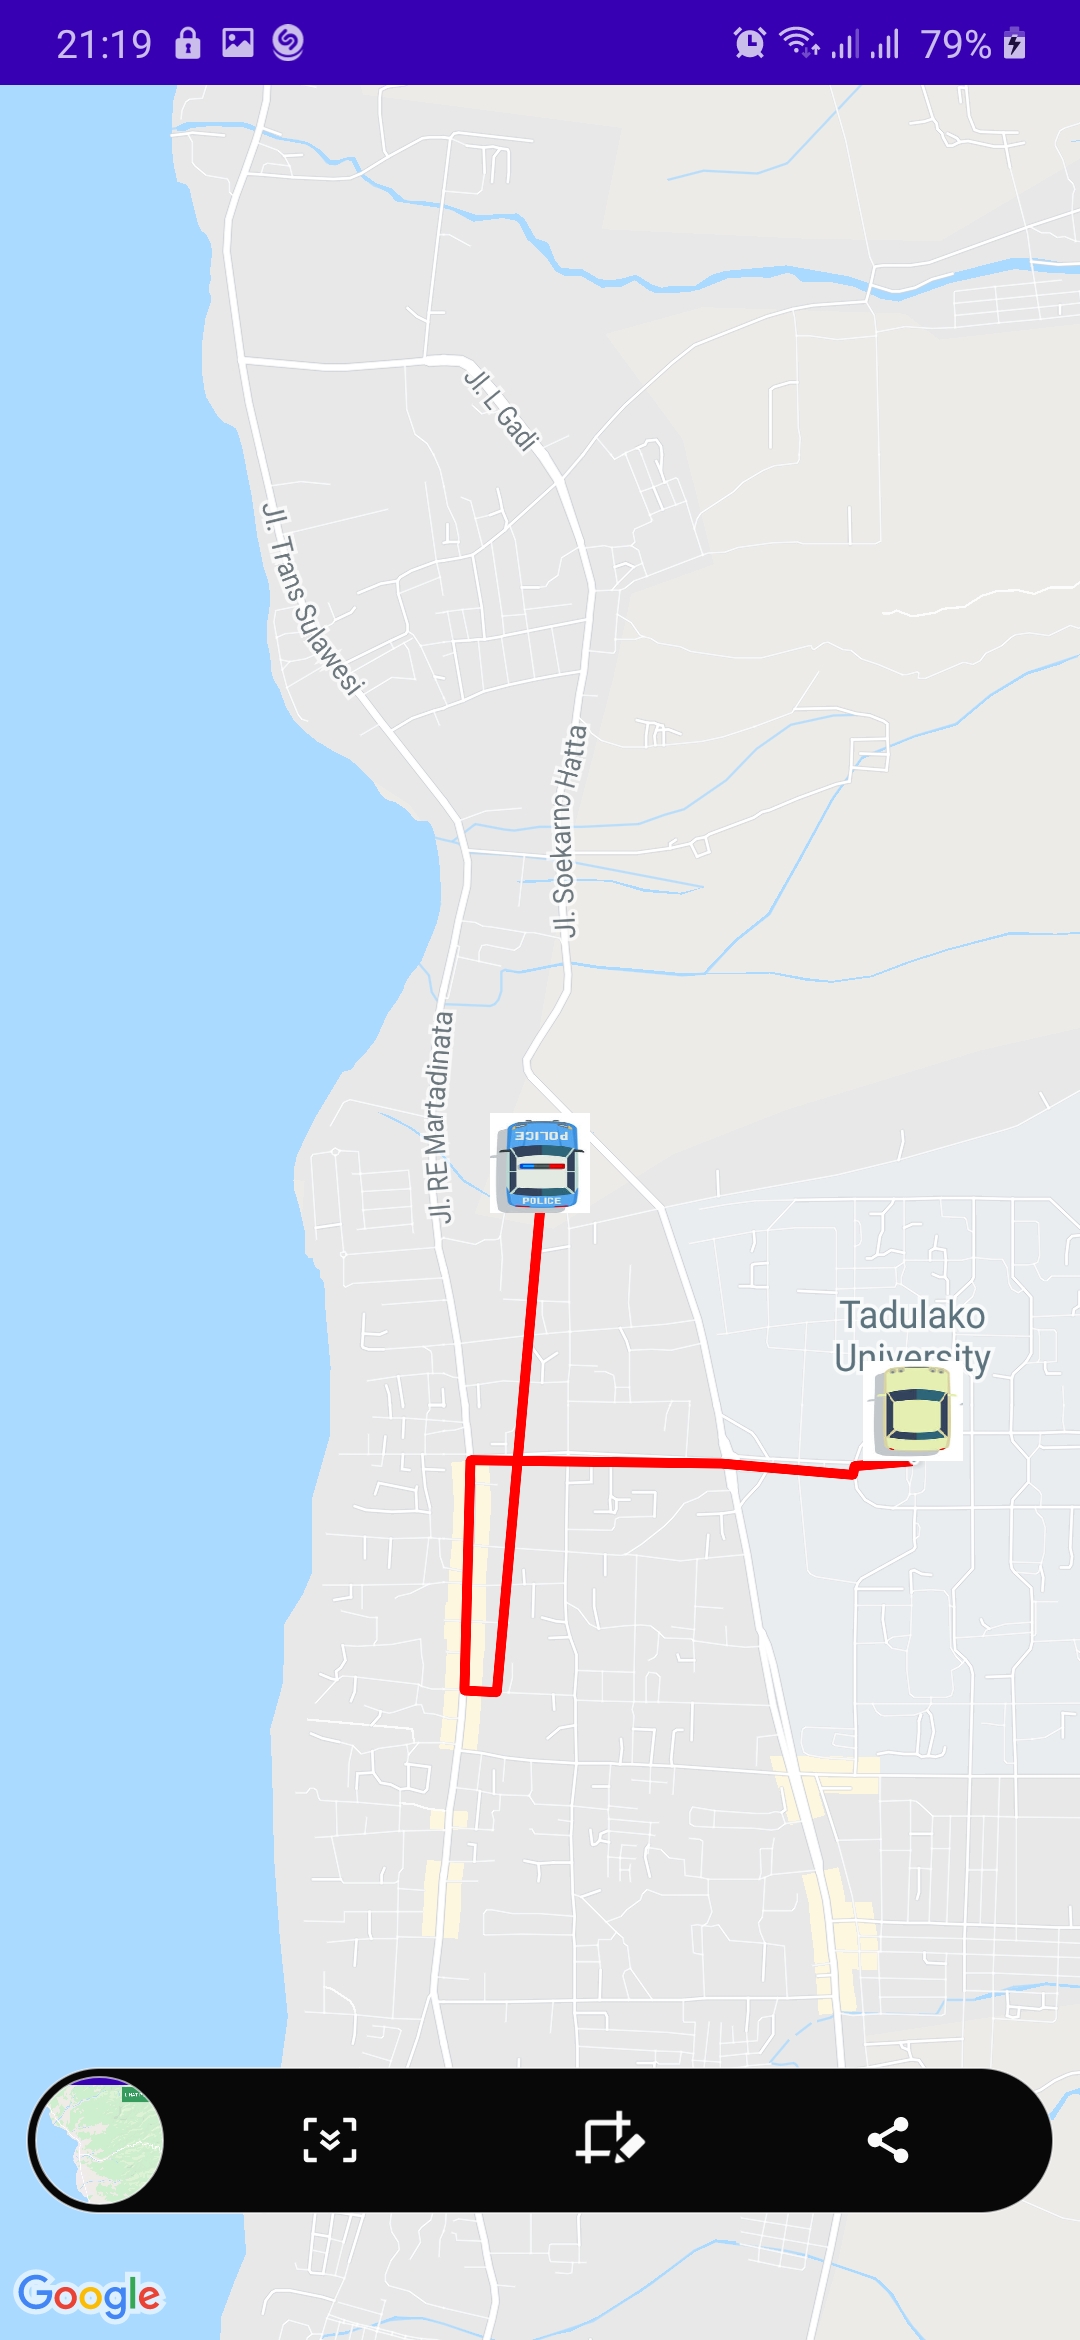 21:19
79%
Jl. L Gadi
Jl. Trans Sulawesi
Jl. Soekarno Hatta
Jl. RE Martadinata
POLICE
POLICE
Tadulako
University
Google